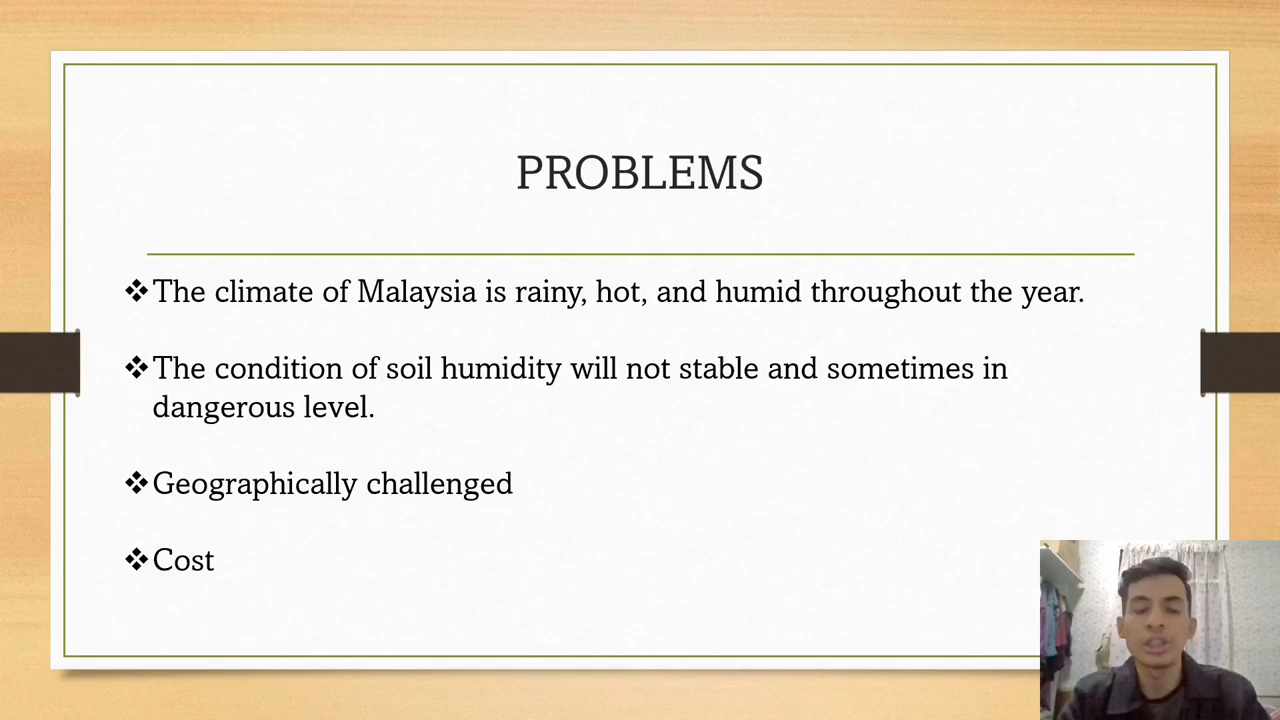 PROBLEMS
❖The climate of Malaysia is rainy, hot, and humid throughout the year.
❖The condition of soil humidity will not stable and sometimes in
dangerous level.
❖Geographically challenged
❖Cost